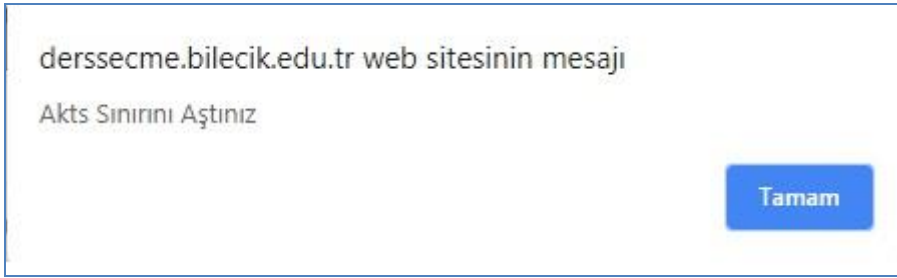 derssecme.bilecik.edu.tr web sitesinin mesajı
Akts Sınırını Aştınız
Tamam